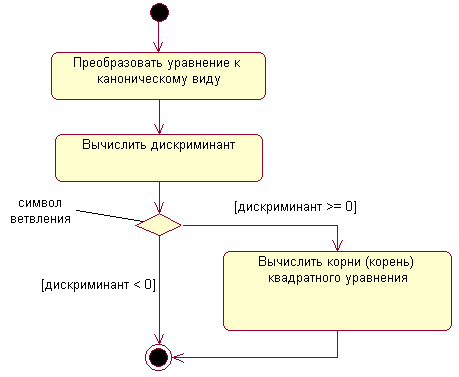 Преобразовать уравнение к
каноническому виду
Вычислить дискриминант
символ
ветвления
[дискриминант >= 0]
Вычислить корни (корень)
квадратного уравнения
[дискриминант < 0]